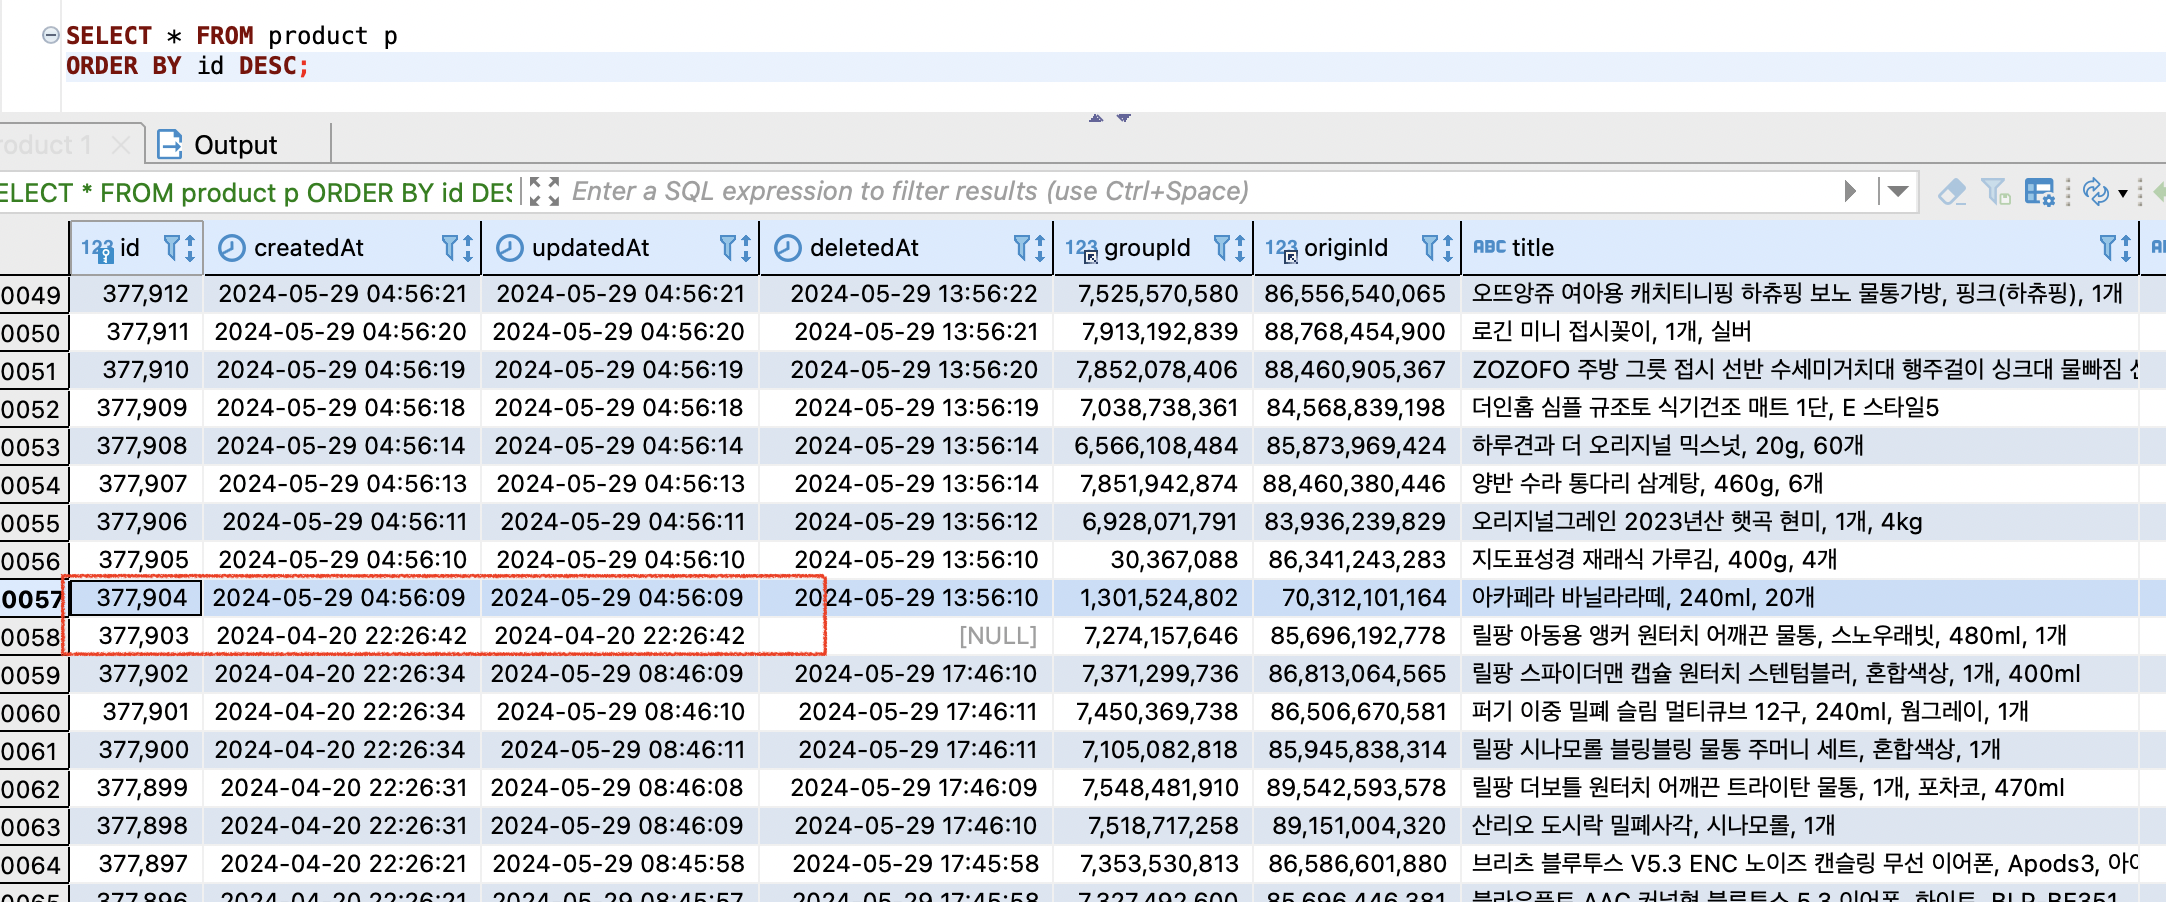 SELECT * FROM product p
ORDER BY id DESC;
roduct 1 Output
ELECT * FROM product p ORDER BY id DES Enter a SQL expression to filter results (use Ctrl+Space)
123 id createdAt updatedAt deletedAt 123 groupId 123 originId ABC title AB
0049 377,912 2024-05-29 04:56:21 2024-05-29 04:56:21 2024-05-29 13:56:22 7,525,570,580 86,556,540,065 오뜨앙쥬 여아용 캐치티니핑 하츄핑 보노 물통가방, 핑크(하츄핑), 1개
0050 377,911 2024-05-29 04:56:20 2024-05-29 04:56:20 2024-05-29 13:56:21 7,913,192,839 88,768,454,900 로긴 미니 접시꽂이, 1개, 실버
0051 377,910 2024-05-29 04:56:19 2024-05-29 04:56:19 2024-05-29 13:56:20 7,852,078,406 88,460,905,367 ZOZOFO 주방 그릇 접시 선반 수세미거치대 행주걸이 싱크대 물빠짐
0052 377,909 2024-05-29 04:56:18 2024-05-29 04:56:18 2024-05-29 13:56:19 7,038,738,361 84,568,839,198 더인홈 심플 규조토 식기건조 매트 1단, E 스타일5
0053 377,908 2024-05-29 04:56:14 2024-05-29 04:56:14 2024-05-29 13:56:14 6,566,108,484 85,873,969,424 하루견과 더 오리지널 믹스넛, 20g, 60개
0054 377,907 2024-05-29 04:56:13 2024-05-29 04:56:13 2024-05-29 13:56:14 7,851,942,874 88,460,380,446 양반 수라 통다리 삼계탕, 460g, 6개
0055 377,906 2024-05-29 04:56:11 2024-05-29 04:56:11 2024-05-29 13:56:12 6,928,071,791 83,936,239,829 오리지널그레인 2023년산 햇곡 현미, 1개, 4kg
0056 377,905 2024-05-29 04:56:10 2024-05-29 04:56:10 2024-05-29 13:56:10 30,367,088 86,341,243,283 지도표성경 재래식 가루김, 400g, 4개
0057 377,904 2024-05-29 04:56:09 2024-05-29 04:56:09 2024-05-29 13:56:10 1,301,524,802 70,312,101,164 아카페라 바닐라라떼, 240ml, 20개
0058 377,903 2024-04-20 22:26:42 2024-04-20 22:26:42 [NULL] 7,274,157,646 85,696,192,778 릴팡 아동용 앵커 원터치 어깨끈 물통, 스노우래빗, 480ml, 1개
0059 377,902 2024-04-20 22:26:34 2024-05-29 08:46:09 2024-05-29 17:46:10 7,371,299,736 86,813,064,565 릴팡 스파이더맨 캡슐 원터치 스텐텀블러, 혼합색상, 1개, 400ml
0060 377,901 2024-04-20 22:26:34 2024-05-29 08:46:10 2024-05-29 17:46:11 7,450,369,738 86,506,670,581 퍼기 이중 밀폐 슬림 멀티큐브 12구, 240ml, 웜그레이, 1개
0061 377,900 2024-04-20 22:26:34 2024-05-29 08:46:11 2024-05-29 17:46:11 7,105,082,818 85,945,838,314 릴팡 시나모롤 블링블링 물통 주머니 세트, 혼합색상, 1개
0062 377,899 2024-04-20 22:26:31 2024-05-29 08:46:08 2024-05-29 17:46:09 7,548,481,910 89,542,593,578 릴팡 더보틀 원터치 어깨끈 트라이탄 물통, 1개, 포차코, 470ml
0063 377,898 2024-04-20 22:26:31 2024-05-29 08:46:09 2024-05-29 17:46:10 7,518,717,258 89,151,004,320 산리오 도시락 밀폐사각, 시나모롤, 1개
0064 377,897 2024-04-20 22:26:21 2024-05-29 08:45:58 2024-05-29 17:45:58 7,353,530,813 86,586,601,880 브리츠 블루투스 V5.3 ENC 노이즈 캔슬링 무선 이어폰, Apods3,
0065 377,896 2024-04-20 22:26:21 2024-05-29 08:45:57 2024-05-29 17:45:58 7,327,492,600 85,696,446,381 블라우풍트 AAC 커널형 블루투스 5.3 이어폰, 화이트, BLP-BE351